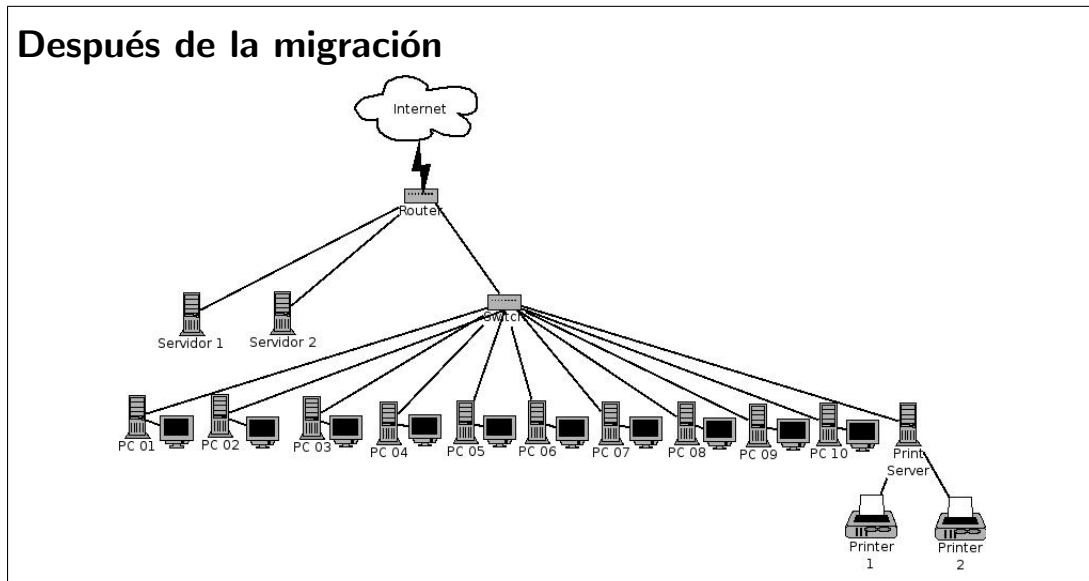 Después de la migración
Internet
Router
Switch
Servidor 1
Servidor 2
PC 01
PC 02
PC 03
PC 04
PC 05
PC 06
PC 07
PC 08
PC 09
PC 10
Print
Server
Printer
1
Printer
2